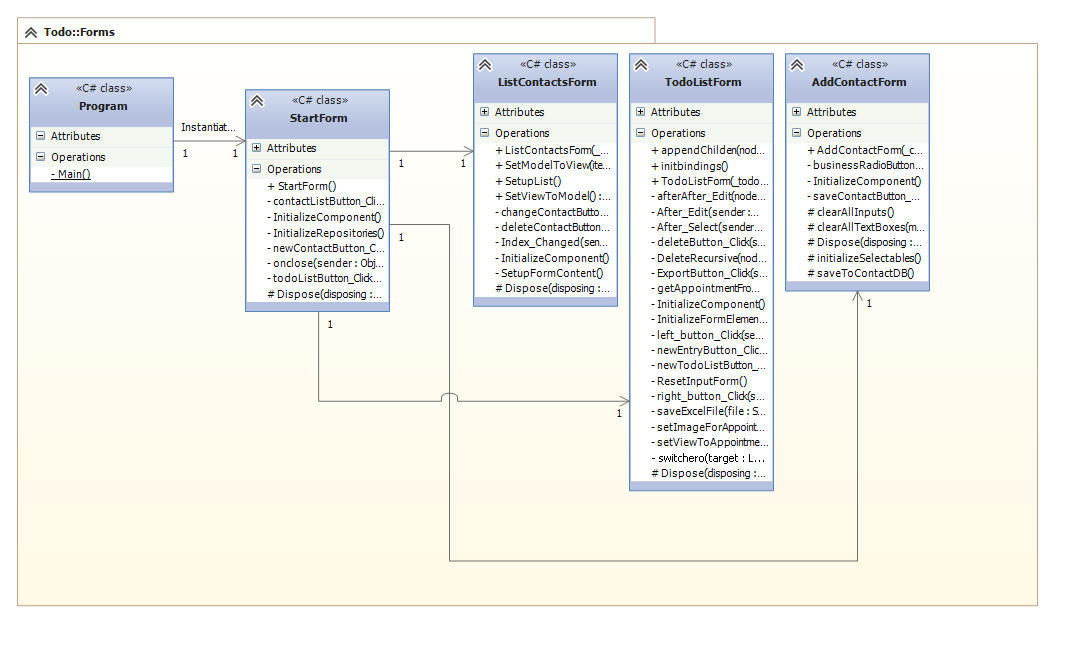 Todo::Forms
«C# class»
Program
Attributes
Operations
- Main()
Instantiat...
1
1
«C# class»
StartForm
Attributes
Operations
+ StartForm()
- contactListButton_Cli...
- InitializeComponent()
- InitializeRepositories()
- newContactButton_C...
- onclose(sender : Obj...
- todoListButton_Click...
# Dispose(disposing :...
1
1
1
1
«C# class»
ListContactsForm
Attributes
Operations
+ ListContactsForm(_...
+ SetModelToView(ite...
+ SetupList()
+ SetViewToModel() :...
- changeContactButto...
- deleteContactButton...
- Index_Changed(sen...
- InitializeComponent()
- SetupFormContent()
# Dispose(disposing :...
«C# class»
TodoListForm
Attributes
Operations
+ appendChilden(nod...
+ initbindings()
+ TodoListForm(_todo...
- afterAfter_Edit(node...
- After_Edit(sender :...
- After_Select(sender...
- deleteButton_Click(s...
- DeleteRecursive(nod...
- ExportButton_Click(s...
- getAppointmentFro...
- InitializeComponent()
- InitializeFormElemen...
- left_button_Click(se...
- newEntryButton_Clic...
- newTodoListButton_...
- ResetInputForm()
- right_button_Click(s...
- saveExcelFile(file : S...
- setImageForAppoint...
- setViewToAppointme...
- switchero(target : L...
# Dispose(disposing :...
1
«C# class»
AddContactForm
Attributes
Operations
+ AddContactForm(_c...
- businessRadioButton...
- InitializeComponent()
- saveContactButton_...
# clearAllInputs()
# clearAllTextBoxes(m...
# Dispose(disposing :...
# initializeSelectables()
# saveToContactDB()
1